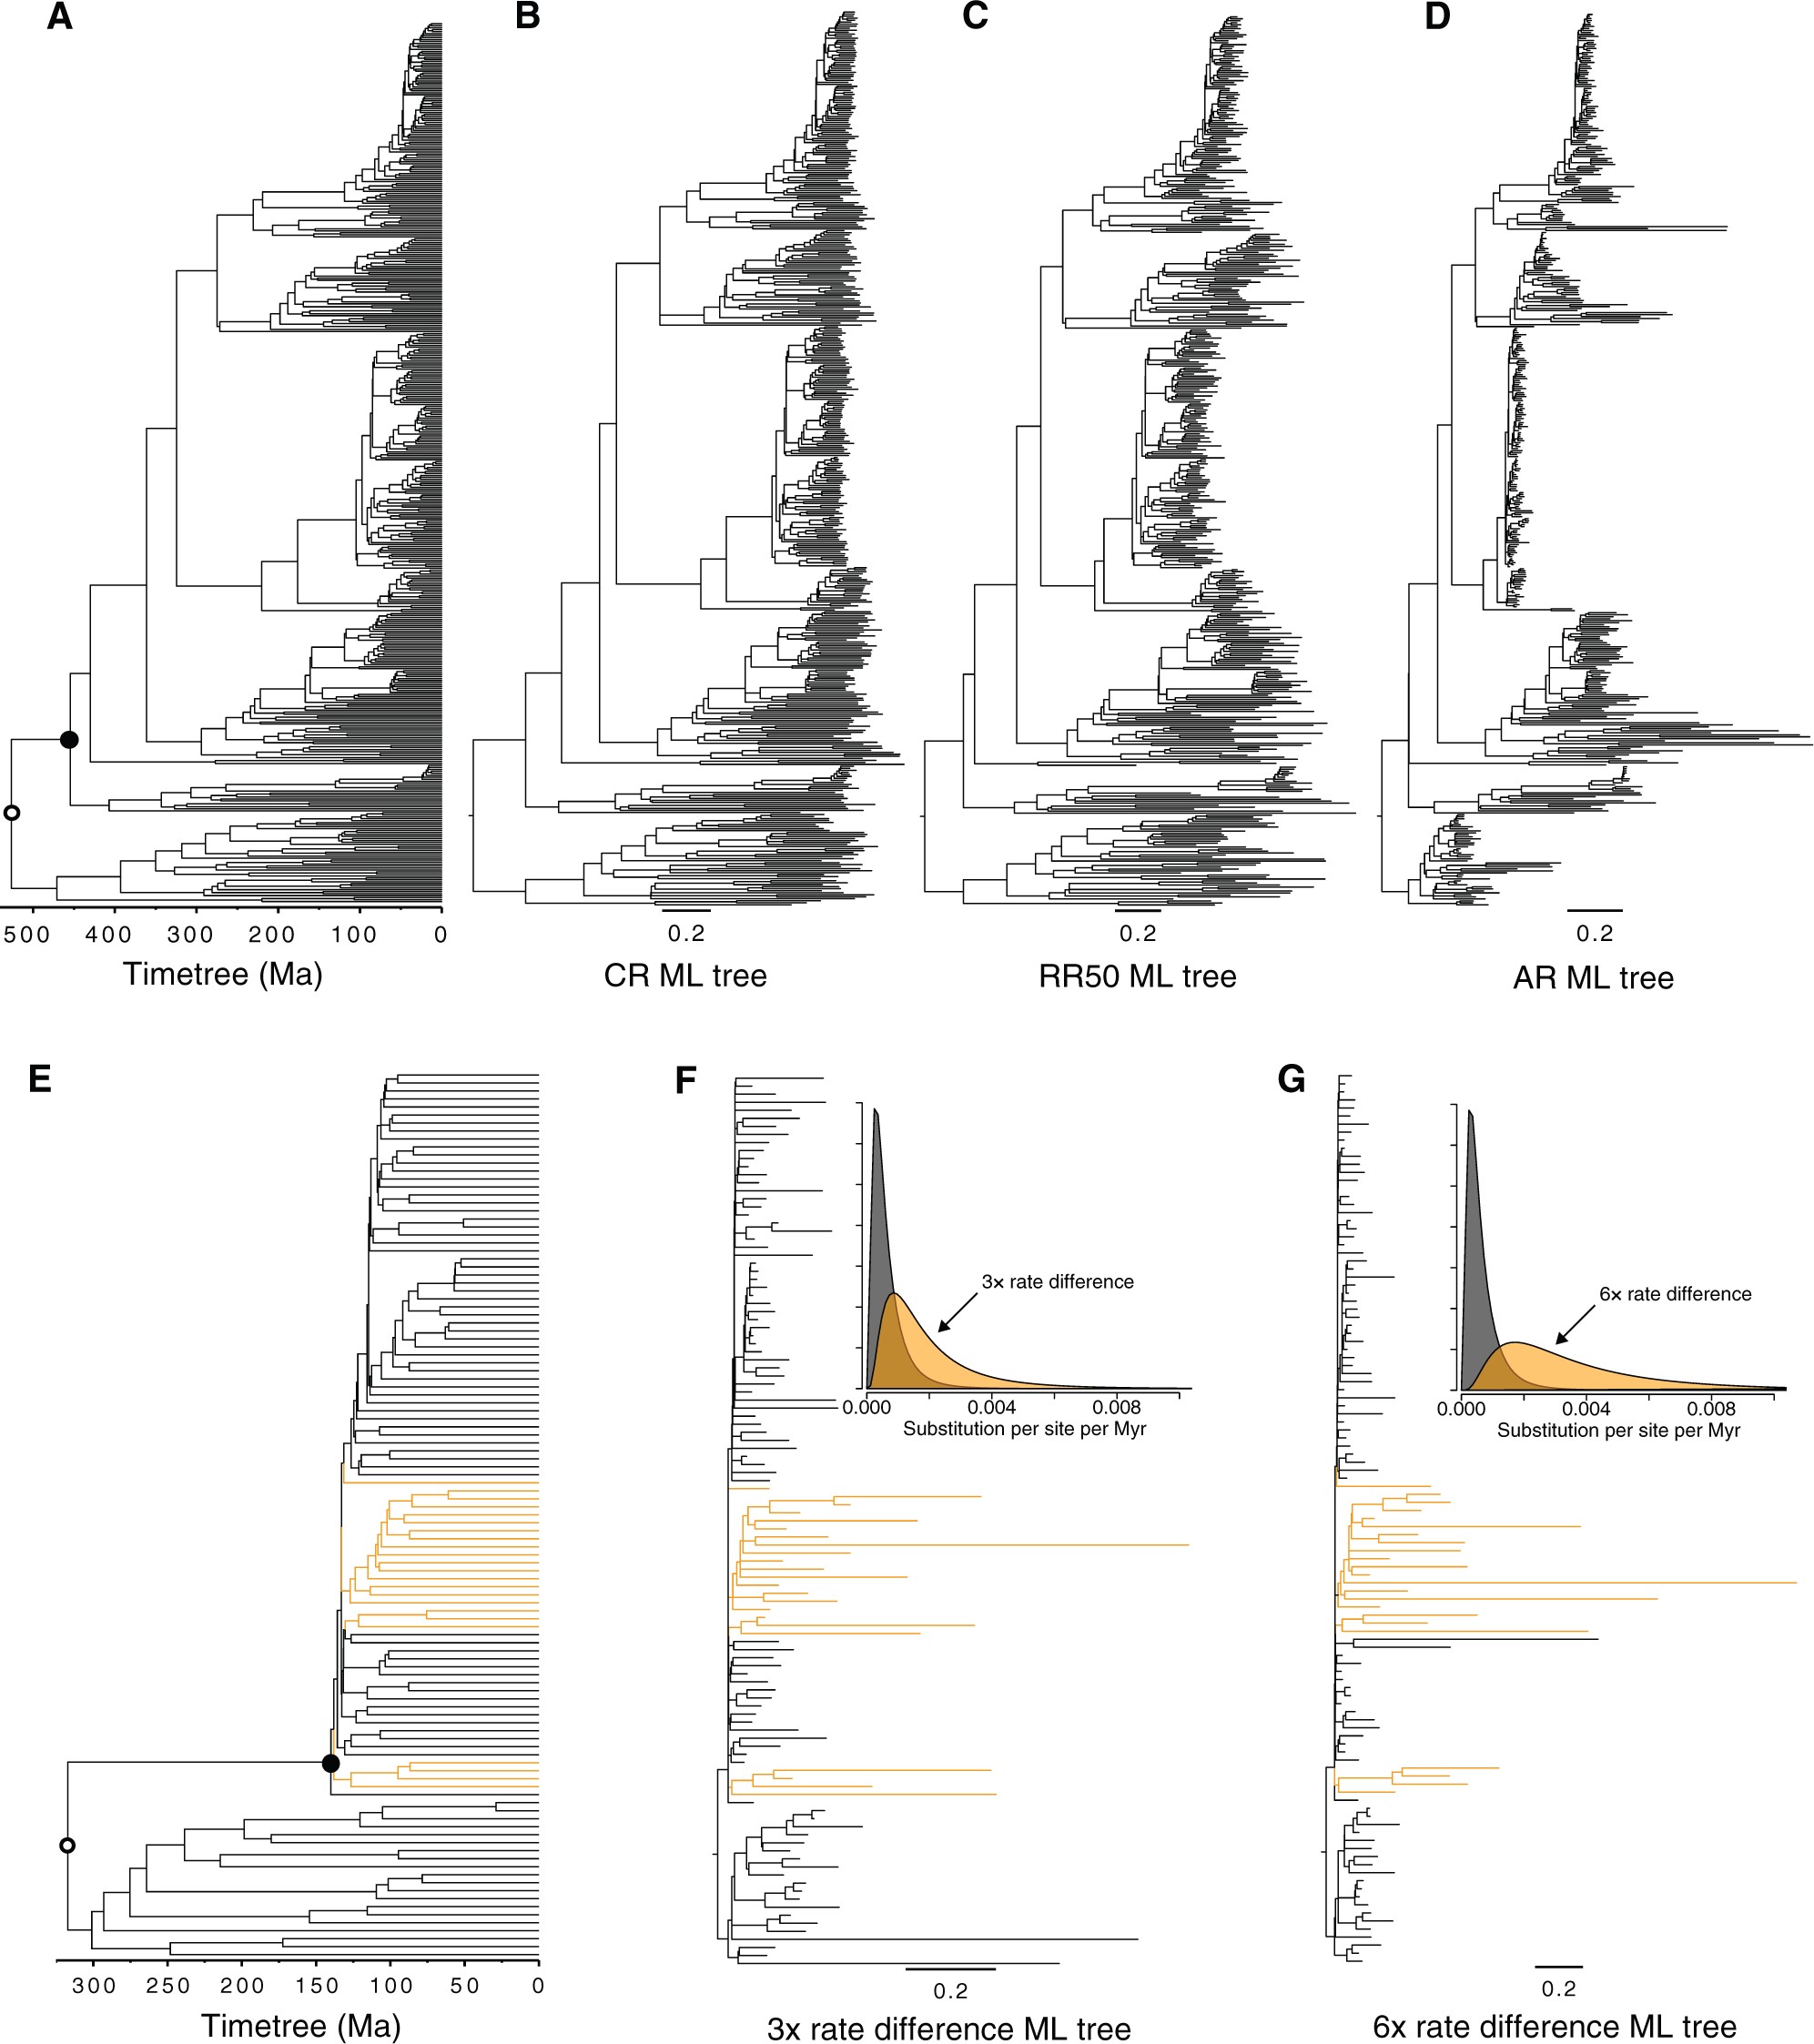 A B C D
500 400 300 200 100 0
0.2 0.2 0.2
Timetree (Ma) CR ML tree RR50 ML tree AR ML tree
E F G
3× rate difference
6× rate difference
0.000 0.004 0.008
Substitution per site per Myr
0.000 0.004 0.008
Substitution per site per Myr
300 250 200 150 100 50 0
0.2 0.2
Timetree (Ma) 3x rate difference ML tree 6x rate difference ML tree